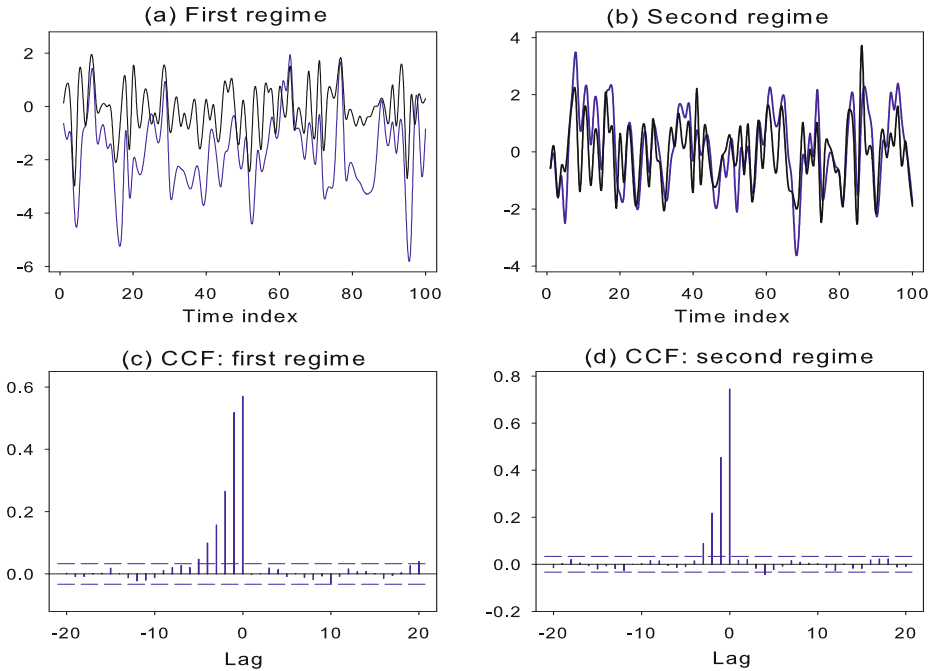 (a) First regime
2
0
-2
-4
-6
0 20 40 60 80 100
Time index
(b) Second regime
4
2
0
-2
-4
0 20 40 60 80 100
Time index
(c) CCF: first regime
0.6
0.4
0.2
0.0
-20 -10 0 10 20
Lag
(d) CCF: second regime
0.8
0.6
0.4
0.2
0.0
-0.2
-20 -10 0 10 20
Lag